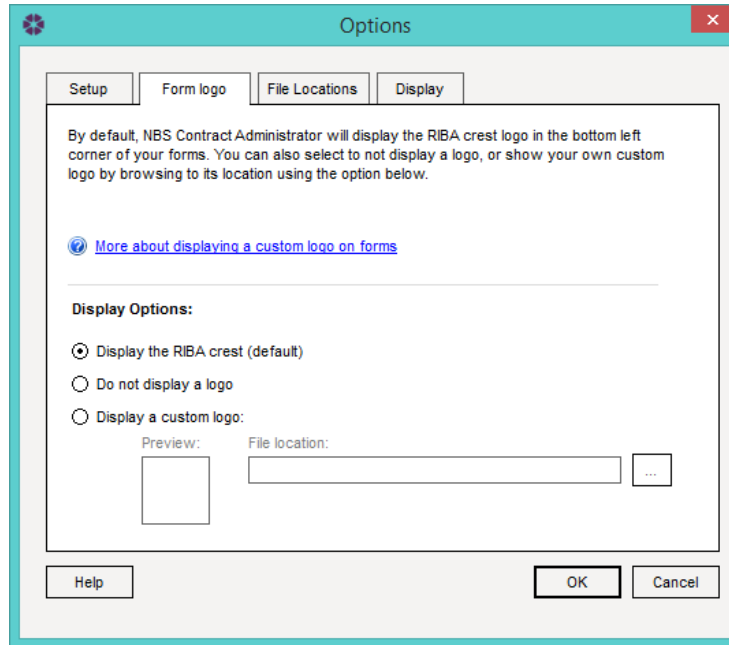 Options
Setup
Form logo
File Locations
Display
By default, NBS Contract Administrator will display the RIBA crest logo in the bottom left
corner of your forms. You can also select to not display a logo, or show your own custom
logo by browsing to its location using the option below.
More about displaying a custom logo on forms
Display Options:
Display the RIBA crest (default)
Do not display a logo
Display a custom logo:
Preview:
File location:
...
Help
OK
Cancel